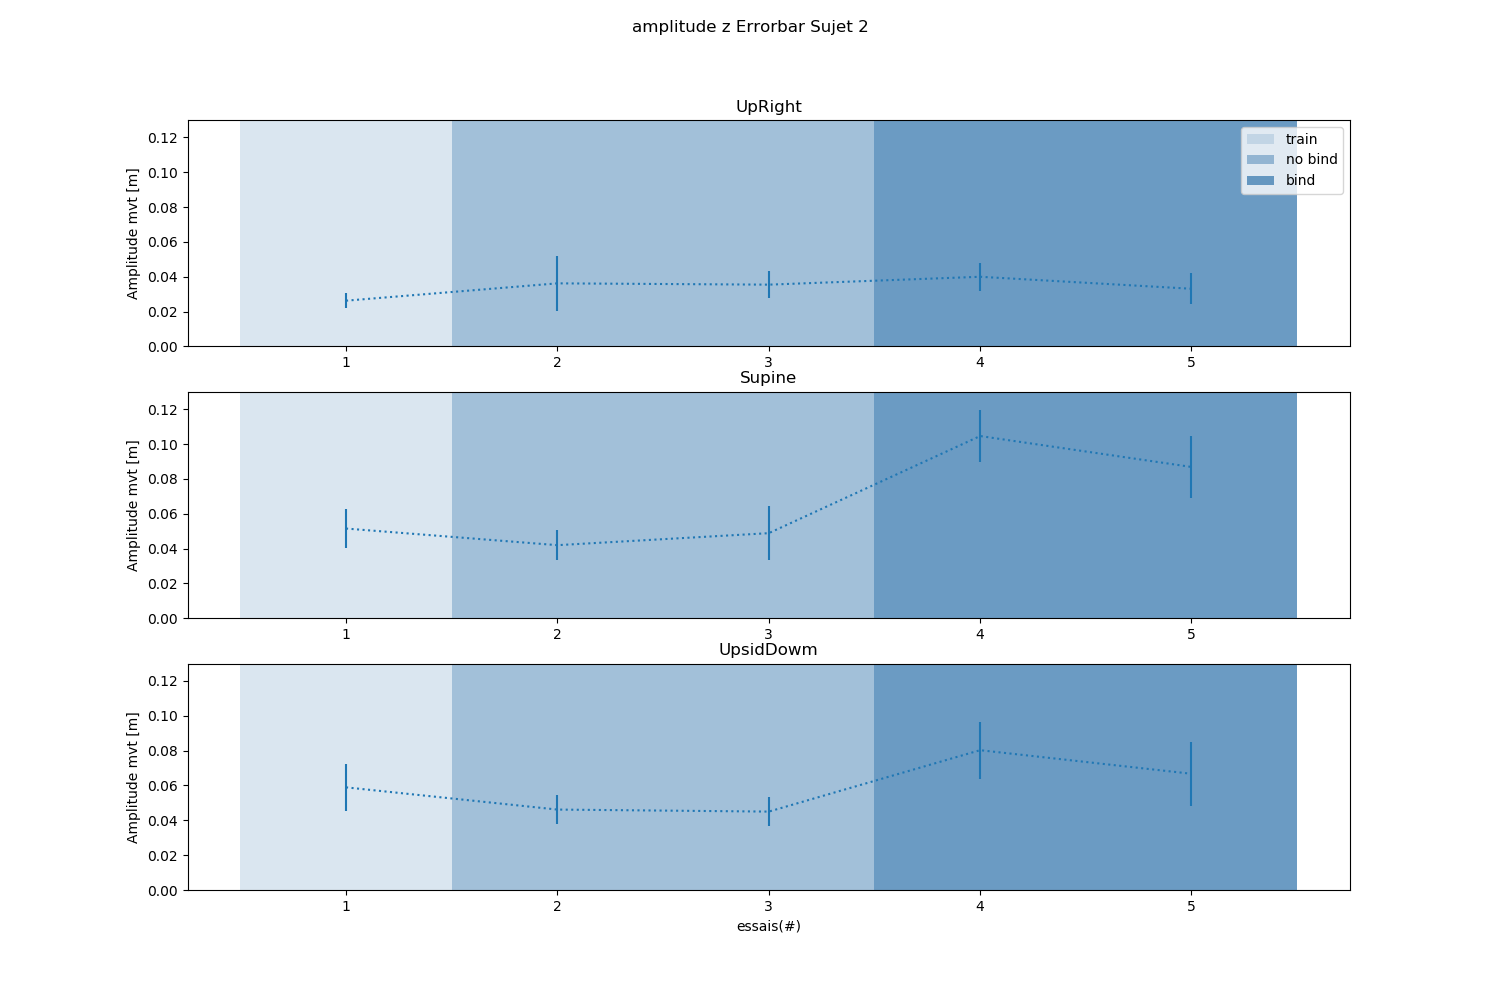 amplitude z Errorbar Sujet 2
UpRight
Amplitude mvt [m]
0.12
0.10
0.08
0.06
0.04
0.02
0.00
train
no bind
bind
1 2 3 4 5
Supine
Amplitude mvt [m]
0.12
0.10
0.08
0.06
0.04
0.02
0.00
1 2 3 4 5
UpsidDowm
Amplitude mvt [m]
0.12
0.10
0.08
0.06
0.04
0.02
0.00
1 2 3 4 5
essais(#)